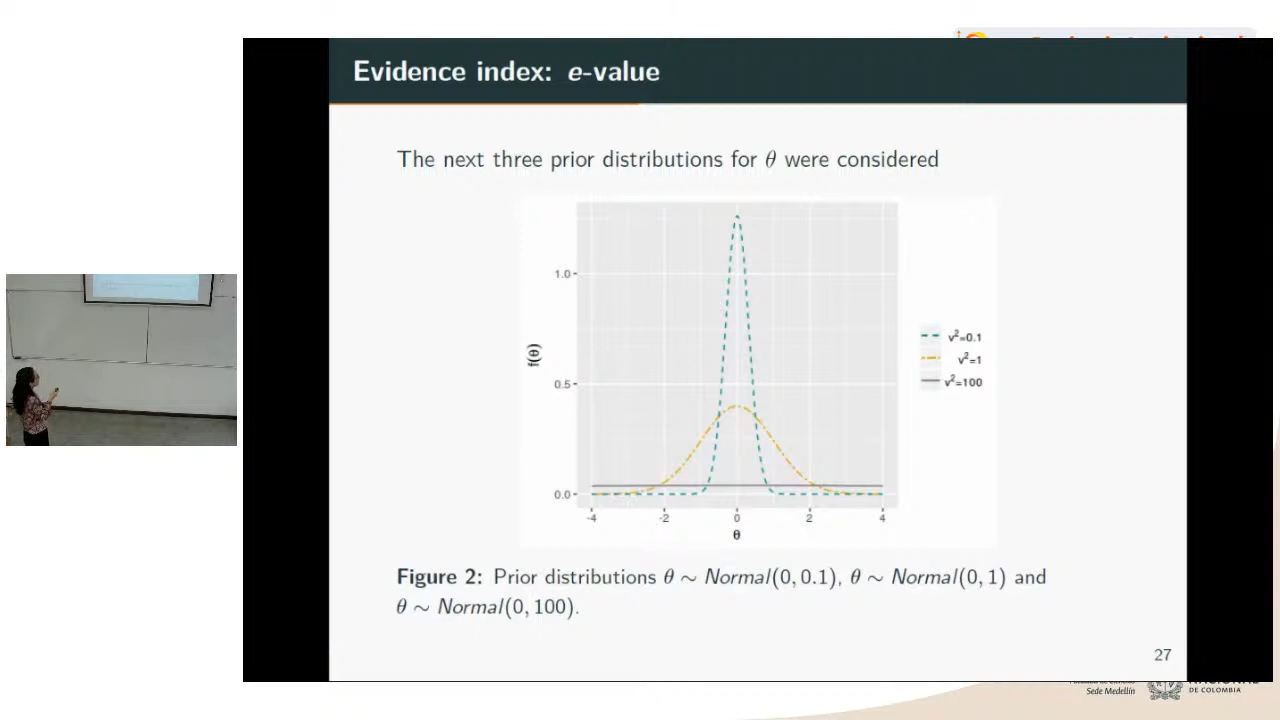 Evidence index: e-value
The next three prior distributions for θ were considered
1.0
0.5
0.0
f(θ)
-4 -2 0 2 4
θ
v²=0.1
v²=1
v²=100
Figure 2: Prior distributions θ ∼ Normal(0, 0.1), θ ∼ Normal(0, 1) and
θ ∼ Normal(0, 100).
27
Sede Medellín
DE COLOMBIA